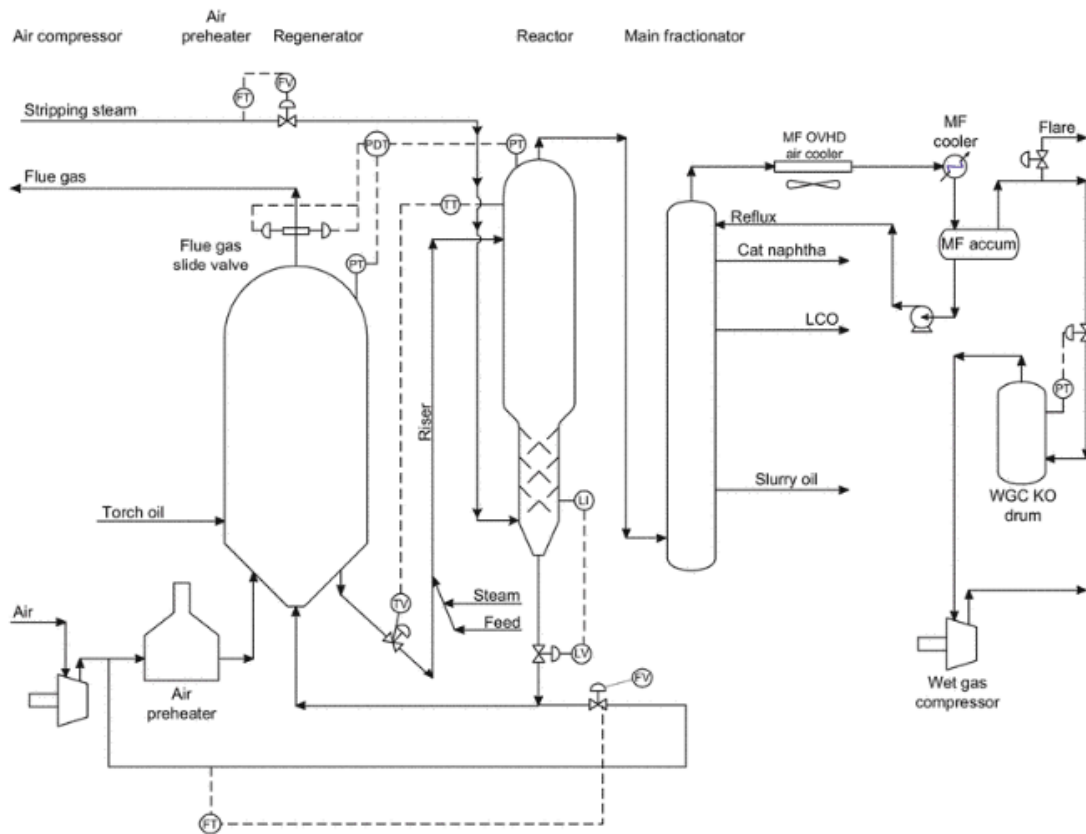 Air compressor
Air
preheater
Regenerator
Reactor
Main fractionator
FT
FV
Stripping steam
PDT
PT
MF OVHD
air cooler
MF
cooler
Flare
Flue gas
TT
Flue gas
slide valve
PT
Reflux
MF accum
Cat naphtha
LCO
Riser
PT
WGC KO
drum
Slurry oil
LI
Torch oil
Steam
Feed
TV
Air
LV
Air
preheater
FV
Wet gas
compressor
FT